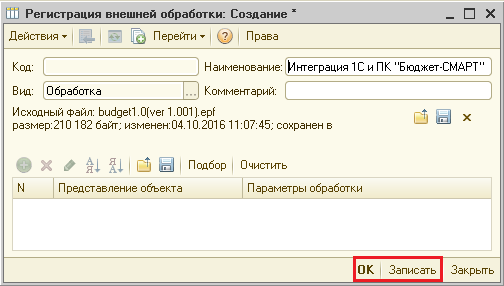 Регистрация внешней обработки: Создание *
Действия Перейти ? Права
Код: Наименование: Интеграция 1С и ПК "Бюджет-СМАРТ"
Вид: Обработка ... Комментарий:
Исходный файл: budget1.0(ver 1.001).epf
размер:210 182 байт; изменен:04.10.2016 11:07:45; сохранен в
Подбор Очистить
N Представление объекта Параметры обработки
OK Записать Закрыть